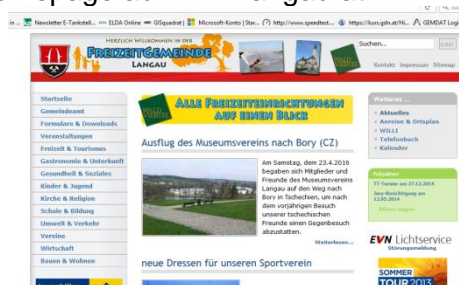 Newsletter E-Tankstell...
ELDA Online
GISquadrat
Microsoft-Konto | Star...
http://www.speedtest...
https://kurs.gdn.at/Hi...
GEMDAT Logi
HERZLICH WILLKOMMEN IN DER
FREIZEITGEMEINDE
LANGAU
Suchen...
Los!
Kontakt Impressum Sitemap
WALD
VIERTEL
Startseite
Gemeindeamt
Formulare & Downloads
Veranstaltungen
Freizeit & Tourismus
Gastronomie & Unterkunft
Gesundheit & Soziales
Kinder & Jugend
Kirche & Religion
Schule & Bildung
Umwelt & Verkehr
Vereine
Wirtschaft
Bauen & Wohnen
WALD
VIERTEL
ALLE FREIZEITEINRICHTUNGEN
AUF EINEN BLICK
Ausflug des Museumsvereins nach Bory (CZ)
Am Samstag, dem 23.4.2016
begaben sich Mitglieder und
Freunde des Museumsvereins
Langau auf den Weg nach
Bory in Tschechien, um nach
dem vorjährigen Besuch
unserer tschechischen
Freunde einen Gegenbesuch
abzustatten.
Weiterlesen...
neue Dressen für unseren Sportverein
Weiteres ...
Aktuelles
Anreise & Ortsplan
WILLI
Telefonbuch
Kalender
TT-Turnier am 27.12.2014
Jury-Besichtigung am
12.05.2014
EVN Lichtservice
Störungsmeldung
SOMMER
TOUR 2013